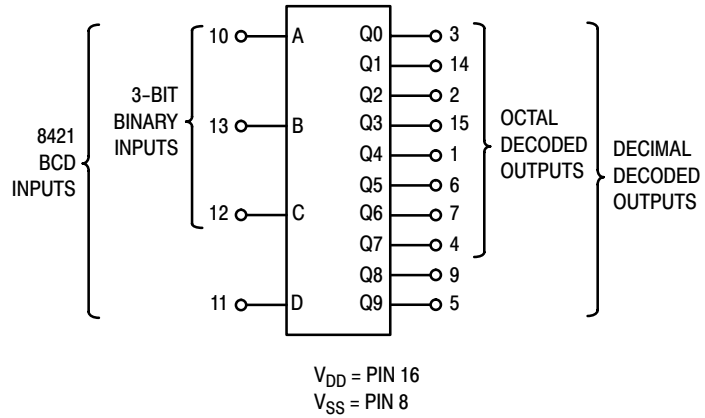 8421
BCD
INPUTS
3–BIT
BINARY
INPUTS
10 A Q0 3
Q1 14
Q2 2
13 B Q3 15
Q4 1
Q5 6
12 C Q6 7
Q7 4
Q8 9
11 D Q9 5
OCTAL
DECODED
OUTPUTS
DECIMAL
DECODED
OUTPUTS
VDD = PIN 16
VSS = PIN 8